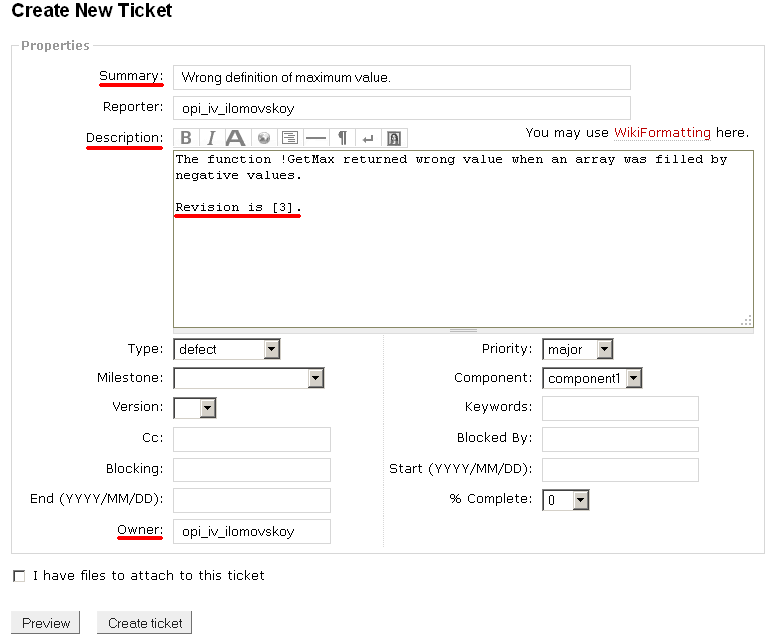 Create New Ticket
Properties
Summary: Wrong definition of maximum value.
Reporter: opi_iv_ilomovskoy
Description: B I A ¶ You may use WikiFormatting here.
The function !GetMax returned wrong value when an array was filled by
negative values.
Revision is [3].
Type: defect Priority: major
Milestone: Component: component1
Version: Keywords:
Cc: Blocked By:
Blocking: Start (YYYY/MM/DD):
End (YYYY/MM/DD): % Complete: 0
Owner: opi_iv_ilomovskoy
I have files to attach to this ticket
Preview Create ticket